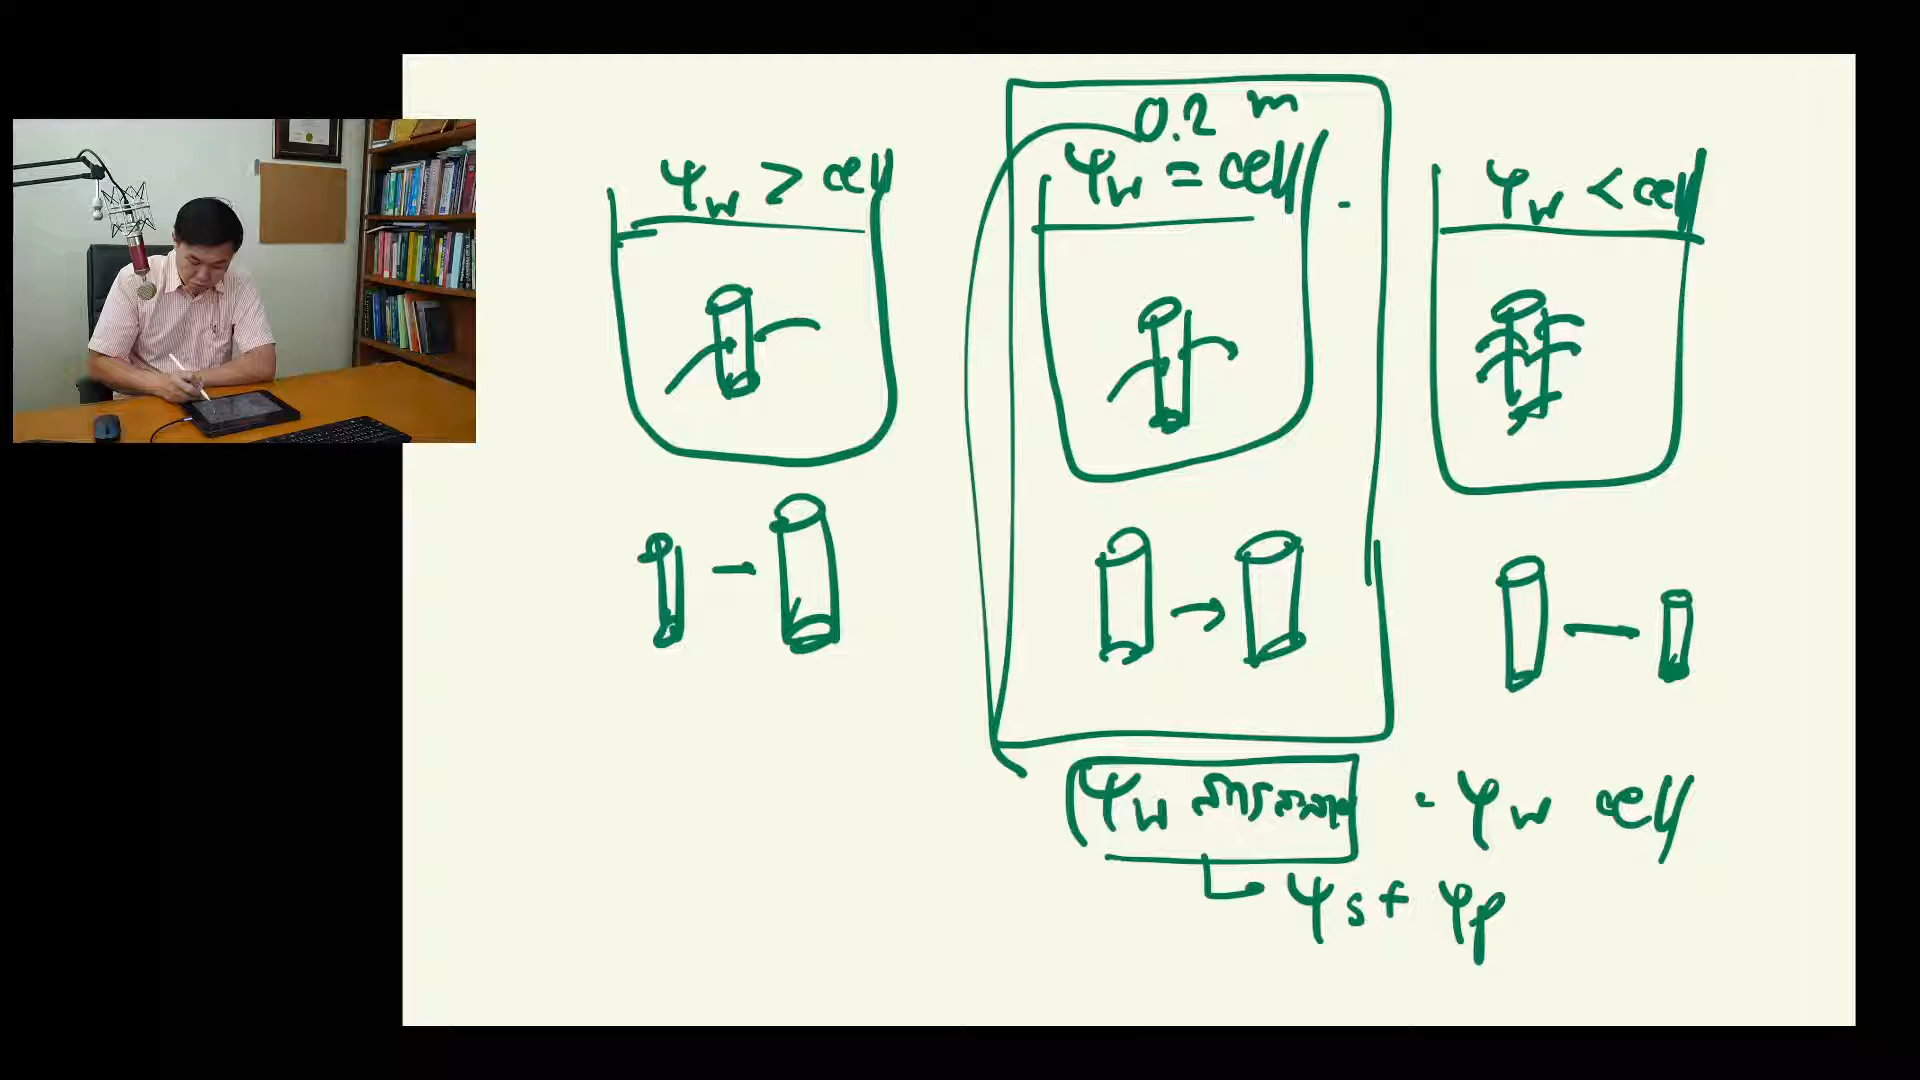 0.2 m
ψw > cell
ψw = cell
ψw < cell
ψw สารละลาย = ψw cell
ψs + ψp